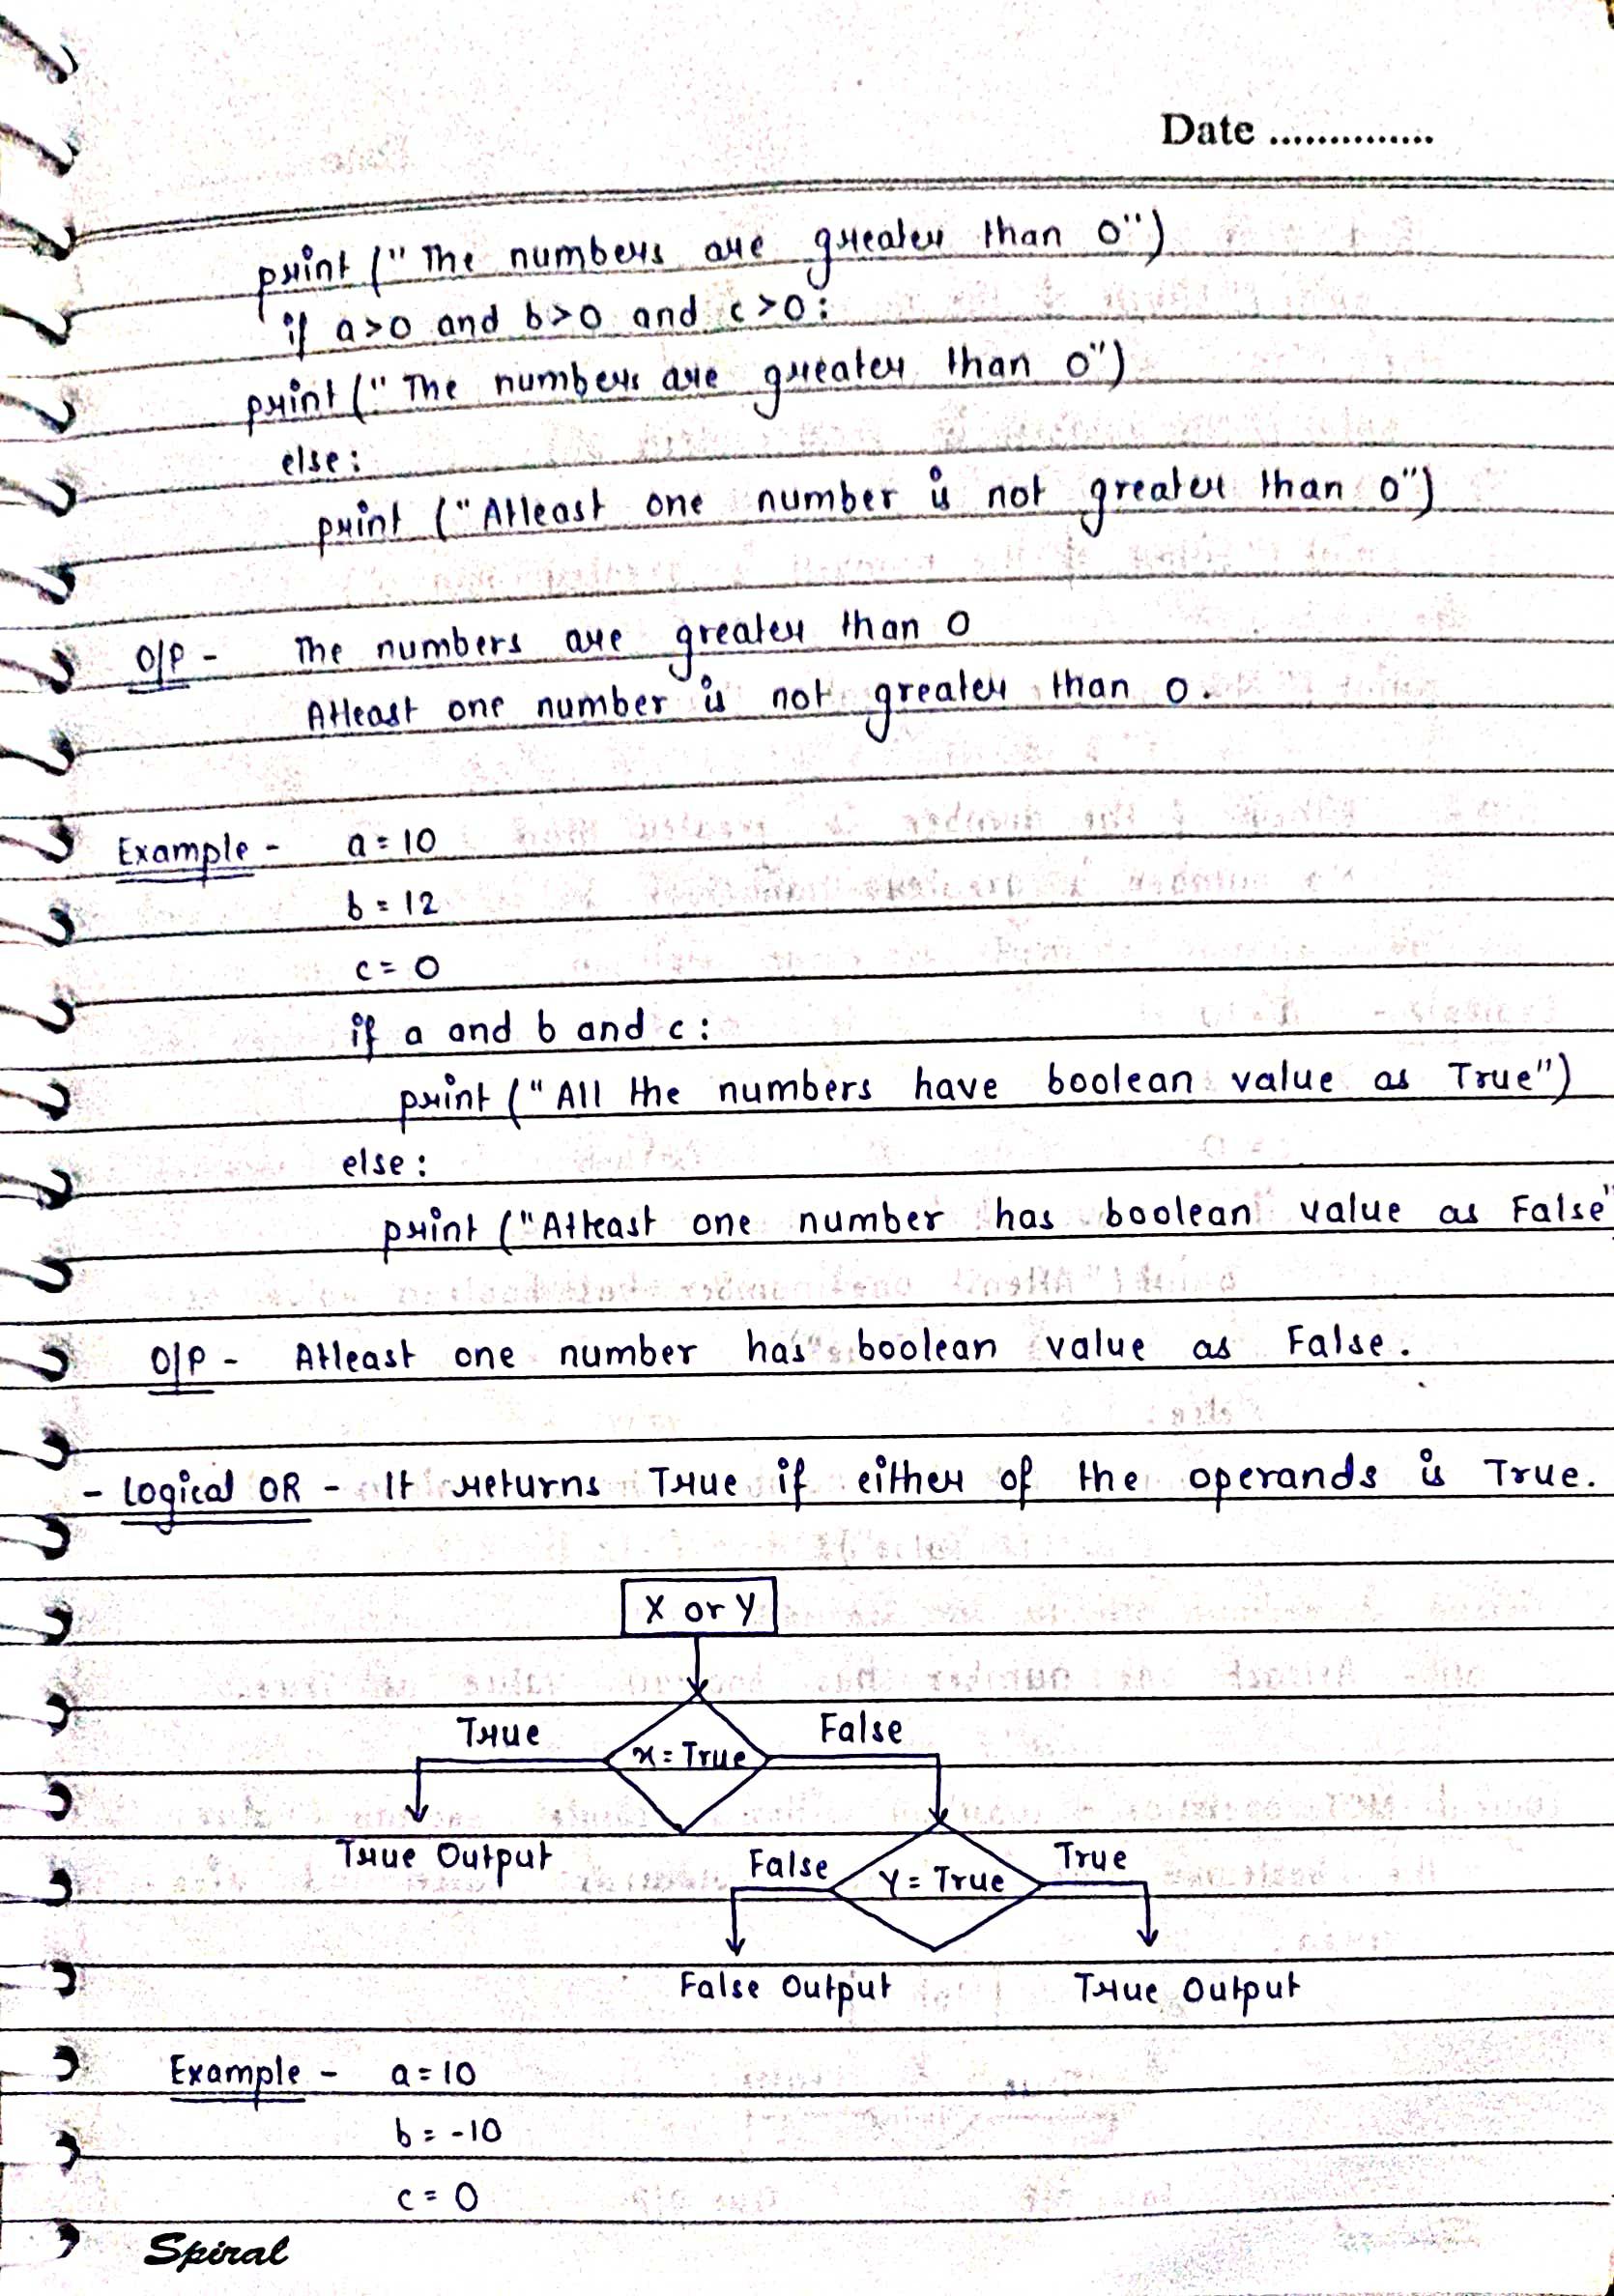 Date ..............
print ("The numbers are greater than 0")
if a>0 and b>0 and c>0:
print ("The numbers are greater than 0")
else:
print ("Atleast one number is not greater than 0")
O/P - The numbers are greater than 0
Atleast one number is not greater than 0.
Example - a = 10
b = 12
c = 0
if a and b and c:
print ("All the numbers have boolean value as True")
else:
print ("Atleast one number has boolean value as False"
O/P - Atleast one number has boolean value as False.
- Logical OR - It returns True if either of the operands is True.
X or Y
True x = True False
True Output
False Y = True True
False Output True Output
Example - a = 10
b = -10
c = 0
Spiral